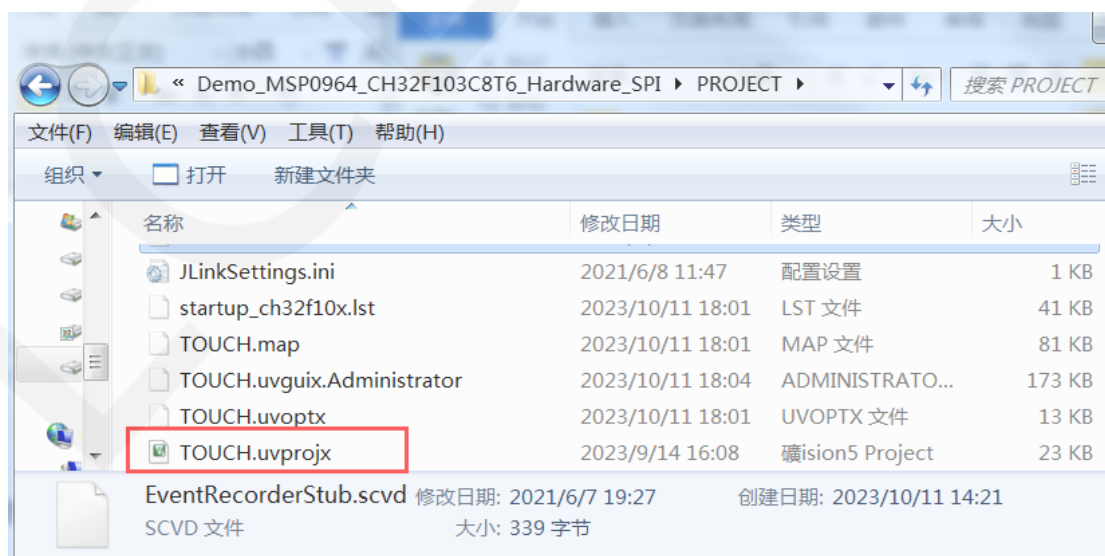 « Demo_MSP0964_CH32F103C8T6_Hardware_SPI ▸ PROJECT ▸ 搜索 PROJECT
文件(F) 编辑(E) 查看(V) 工具(T) 帮助(H)
组织 打开 新建文件夹
名称 修改日期 类型 大小
JLinkSettings.ini 2021/6/8 11:47 配置设置 1 KB
startup_ch32f10x.lst 2023/10/11 18:01 LST 文件 41 KB
TOUCH.map 2023/10/11 18:01 MAP 文件 81 KB
TOUCH.uvguix.Administrator 2023/10/11 18:04 ADMINISTRATO... 173 KB
TOUCH.uvoptx 2023/10/11 18:01 UVOPTX 文件 13 KB
TOUCH.uvprojx 2023/9/14 16:08 礦ision5 Project 23 KB
EventRecorderStub.scvd 修改日期: 2021/6/7 19:27 创建日期: 2023/10/11 14:21
SCVD 文件 大小: 339 字节